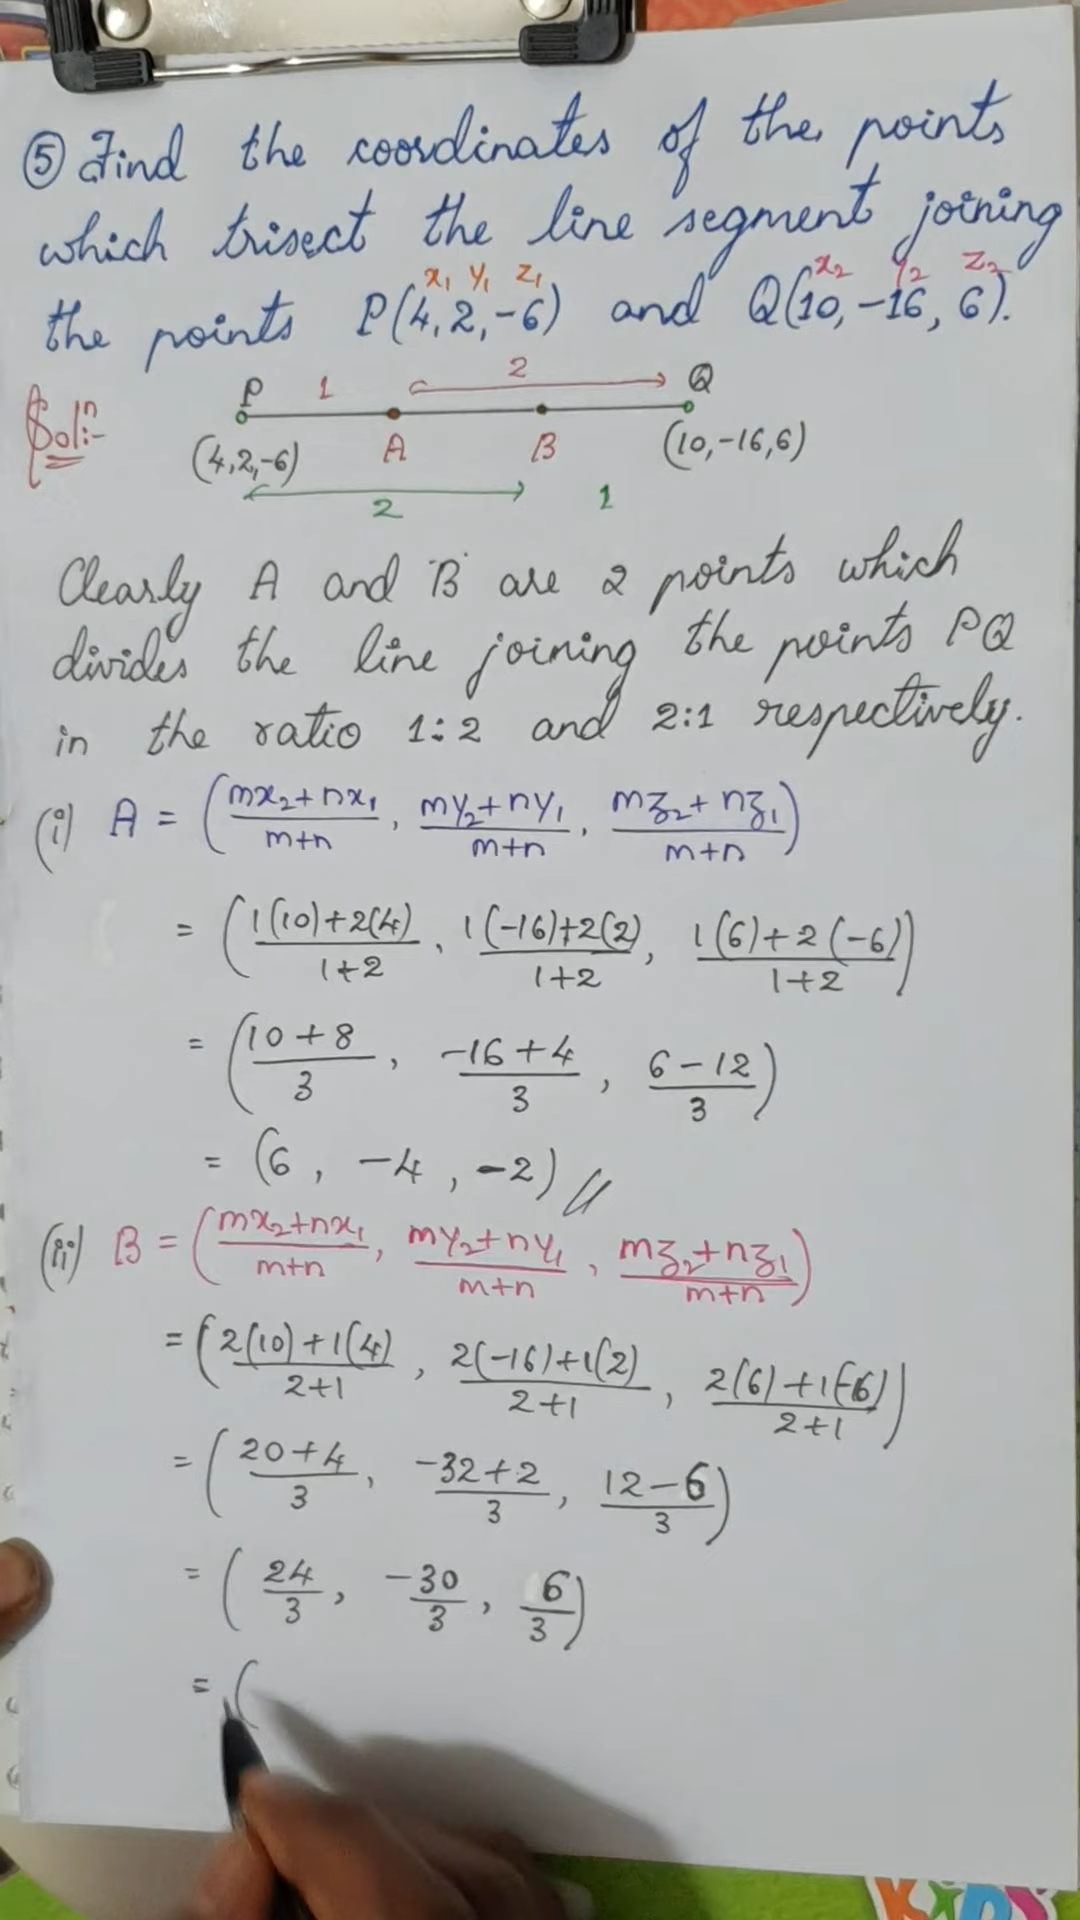 ⑤ Find the coordinates of the points
which trisect the line segment joining
x₁ y₁ z₁ x₂ y₂ z₂
the points P(4,2,-6) and Q(10,-16,6).
Solⁿ:-
P 1 2 Q
(4,2,-6) A B (10,-16,6)
2 1
Clearly A and B are 2 points which
divides the line joining the points PQ
in the ratio 1:2 and 2:1 respectively.
(i) A = ((mx₂+nx₁)/(m+n), (my₂+ny₁)/(m+n), (mz₂+nz₁)/(m+n))
= ((1(10)+2(4))/(1+2), (1(-16)+2(2))/(1+2), (1(6)+2(-6))/(1+2))
= ((10+8)/3, (-16+4)/3, (6-12)/3)
= (6, -4, -2)//
(ii) B = ((mx₂+nx₁)/(m+n), (my₂+ny₁)/(m+n), (mz₂+nz₁)/(m+n))
= ((2(10)+1(4))/(2+1), (2(-16)+1(2))/(2+1), (2(6)+1(-6))/(2+1))
= ((20+4)/3, (-32+2)/3, (12-6)/3)
= (24/3, -30/3, 6/3)
= (
KiDS